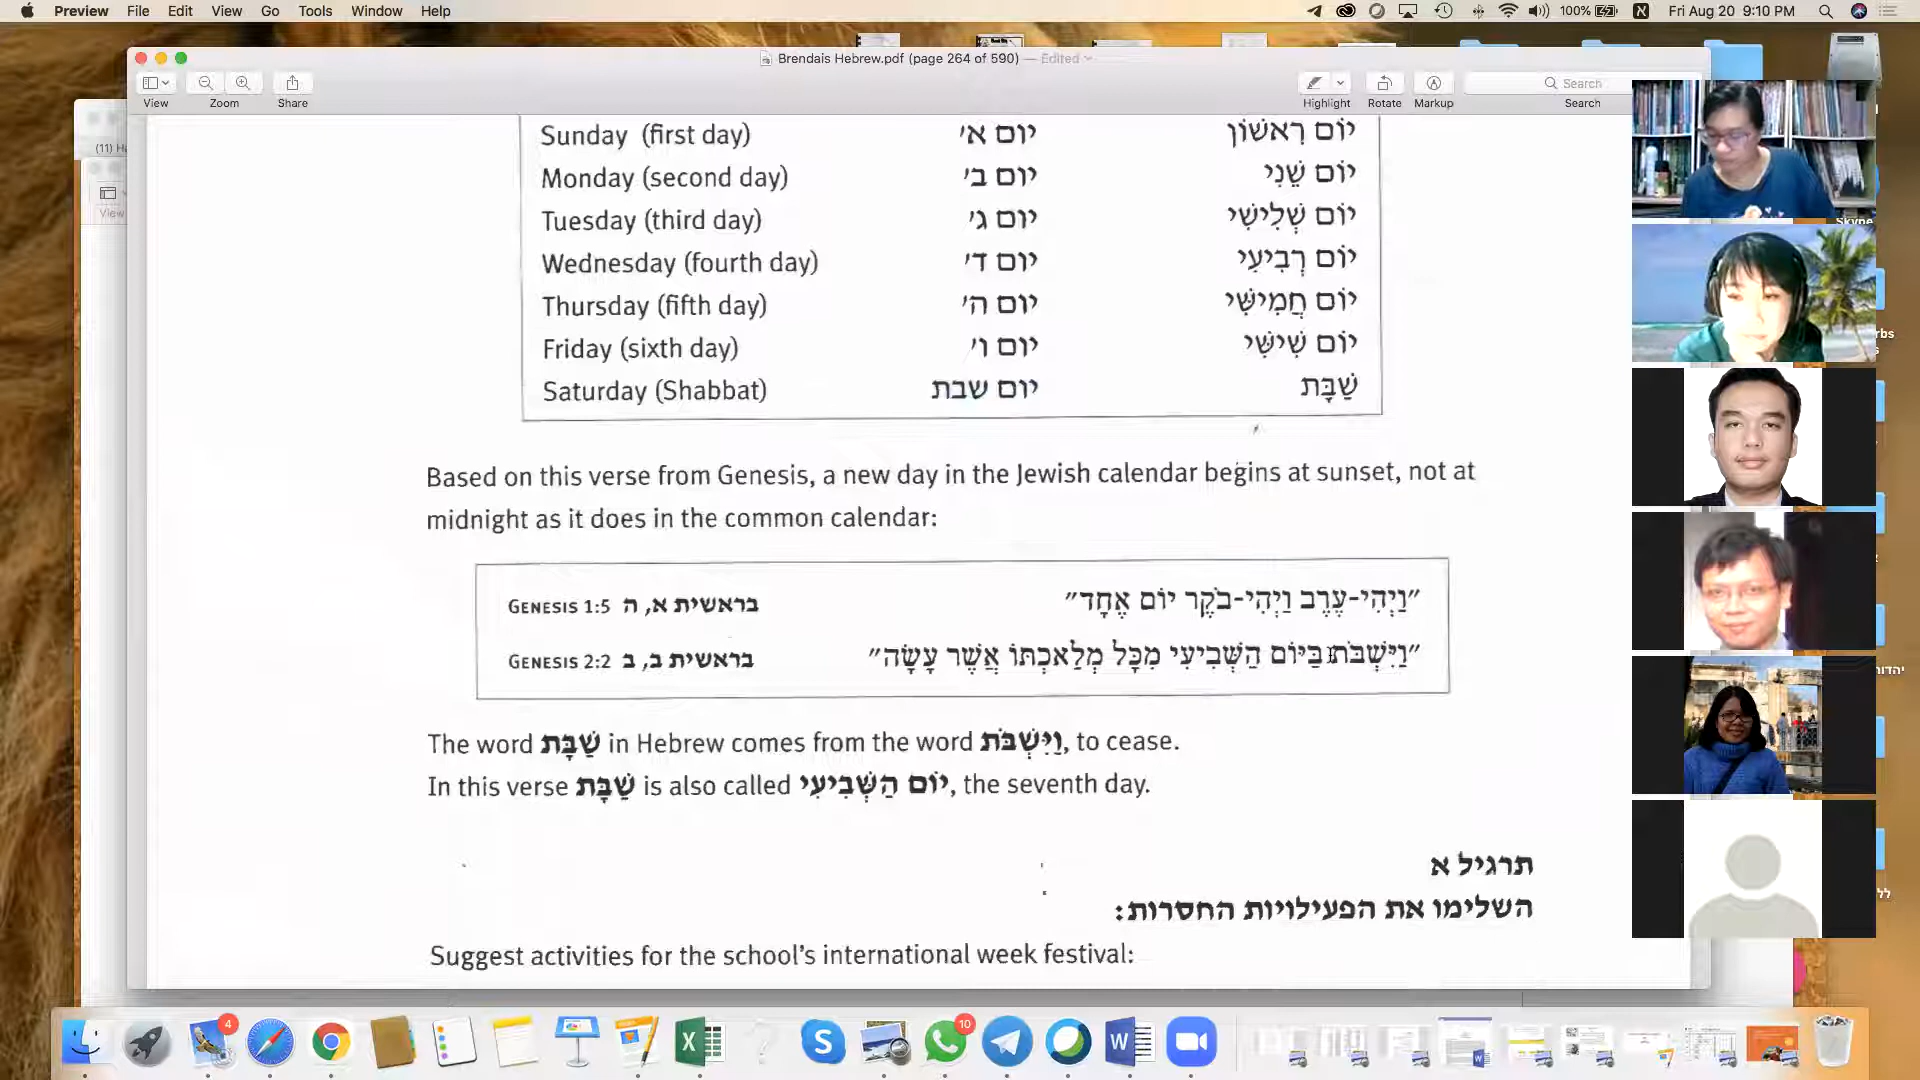 Preview File Edit View Go Tools Window Help
100% Fri Aug 20 9:10 PM
Brendais Hebrew.pdf (page 264 of 590) — Edited
View Zoom Share Highlight Rotate Markup Search
Search
Sunday (first day) יום א׳ יוֹם רִאשׁוֹן
Monday (second day) יום ב׳ יוֹם שֵׁנִי
Tuesday (third day) יום ג׳ יוֹם שְׁלִישִׁי
Wednesday (fourth day) יום ד׳ יוֹם רְבִיעִי
Thursday (fifth day) יום ה׳ יוֹם חֲמִישִׁי
Friday (sixth day) יום ו׳ יוֹם שִׁישִּׁי
Saturday (Shabbat) יום שבת שַׁבָּת
Based on this verse from Genesis, a new day in the Jewish calendar begins at sunset, not at
midnight as it does in the common calendar:
GENESIS 1:5 בראשית א, ה ״וַיְהִי-עֶרֶב וַיְהִי-בֹקֶר יוֹם אֶחָד״
GENESIS 2:2 בראשית ב, ב ״וַיִּשְׁבֹּת בַּיּוֹם הַשְּׁבִיעִי מִכָּל מְלַאכְתּוֹ אֲשֶׁר עָשָׂה״
The word שַׁבָּת in Hebrew comes from the word וַיִּשְׁבֹּת, to cease.
In this verse שַׁבָּת is also called יוֹם הַשְּׁבִיעִי, the seventh day.
תרגיל א
השלימו את הפעילויות החסרות:
Suggest activities for the school's international week festival:
View
Skype
יהדות
4
10